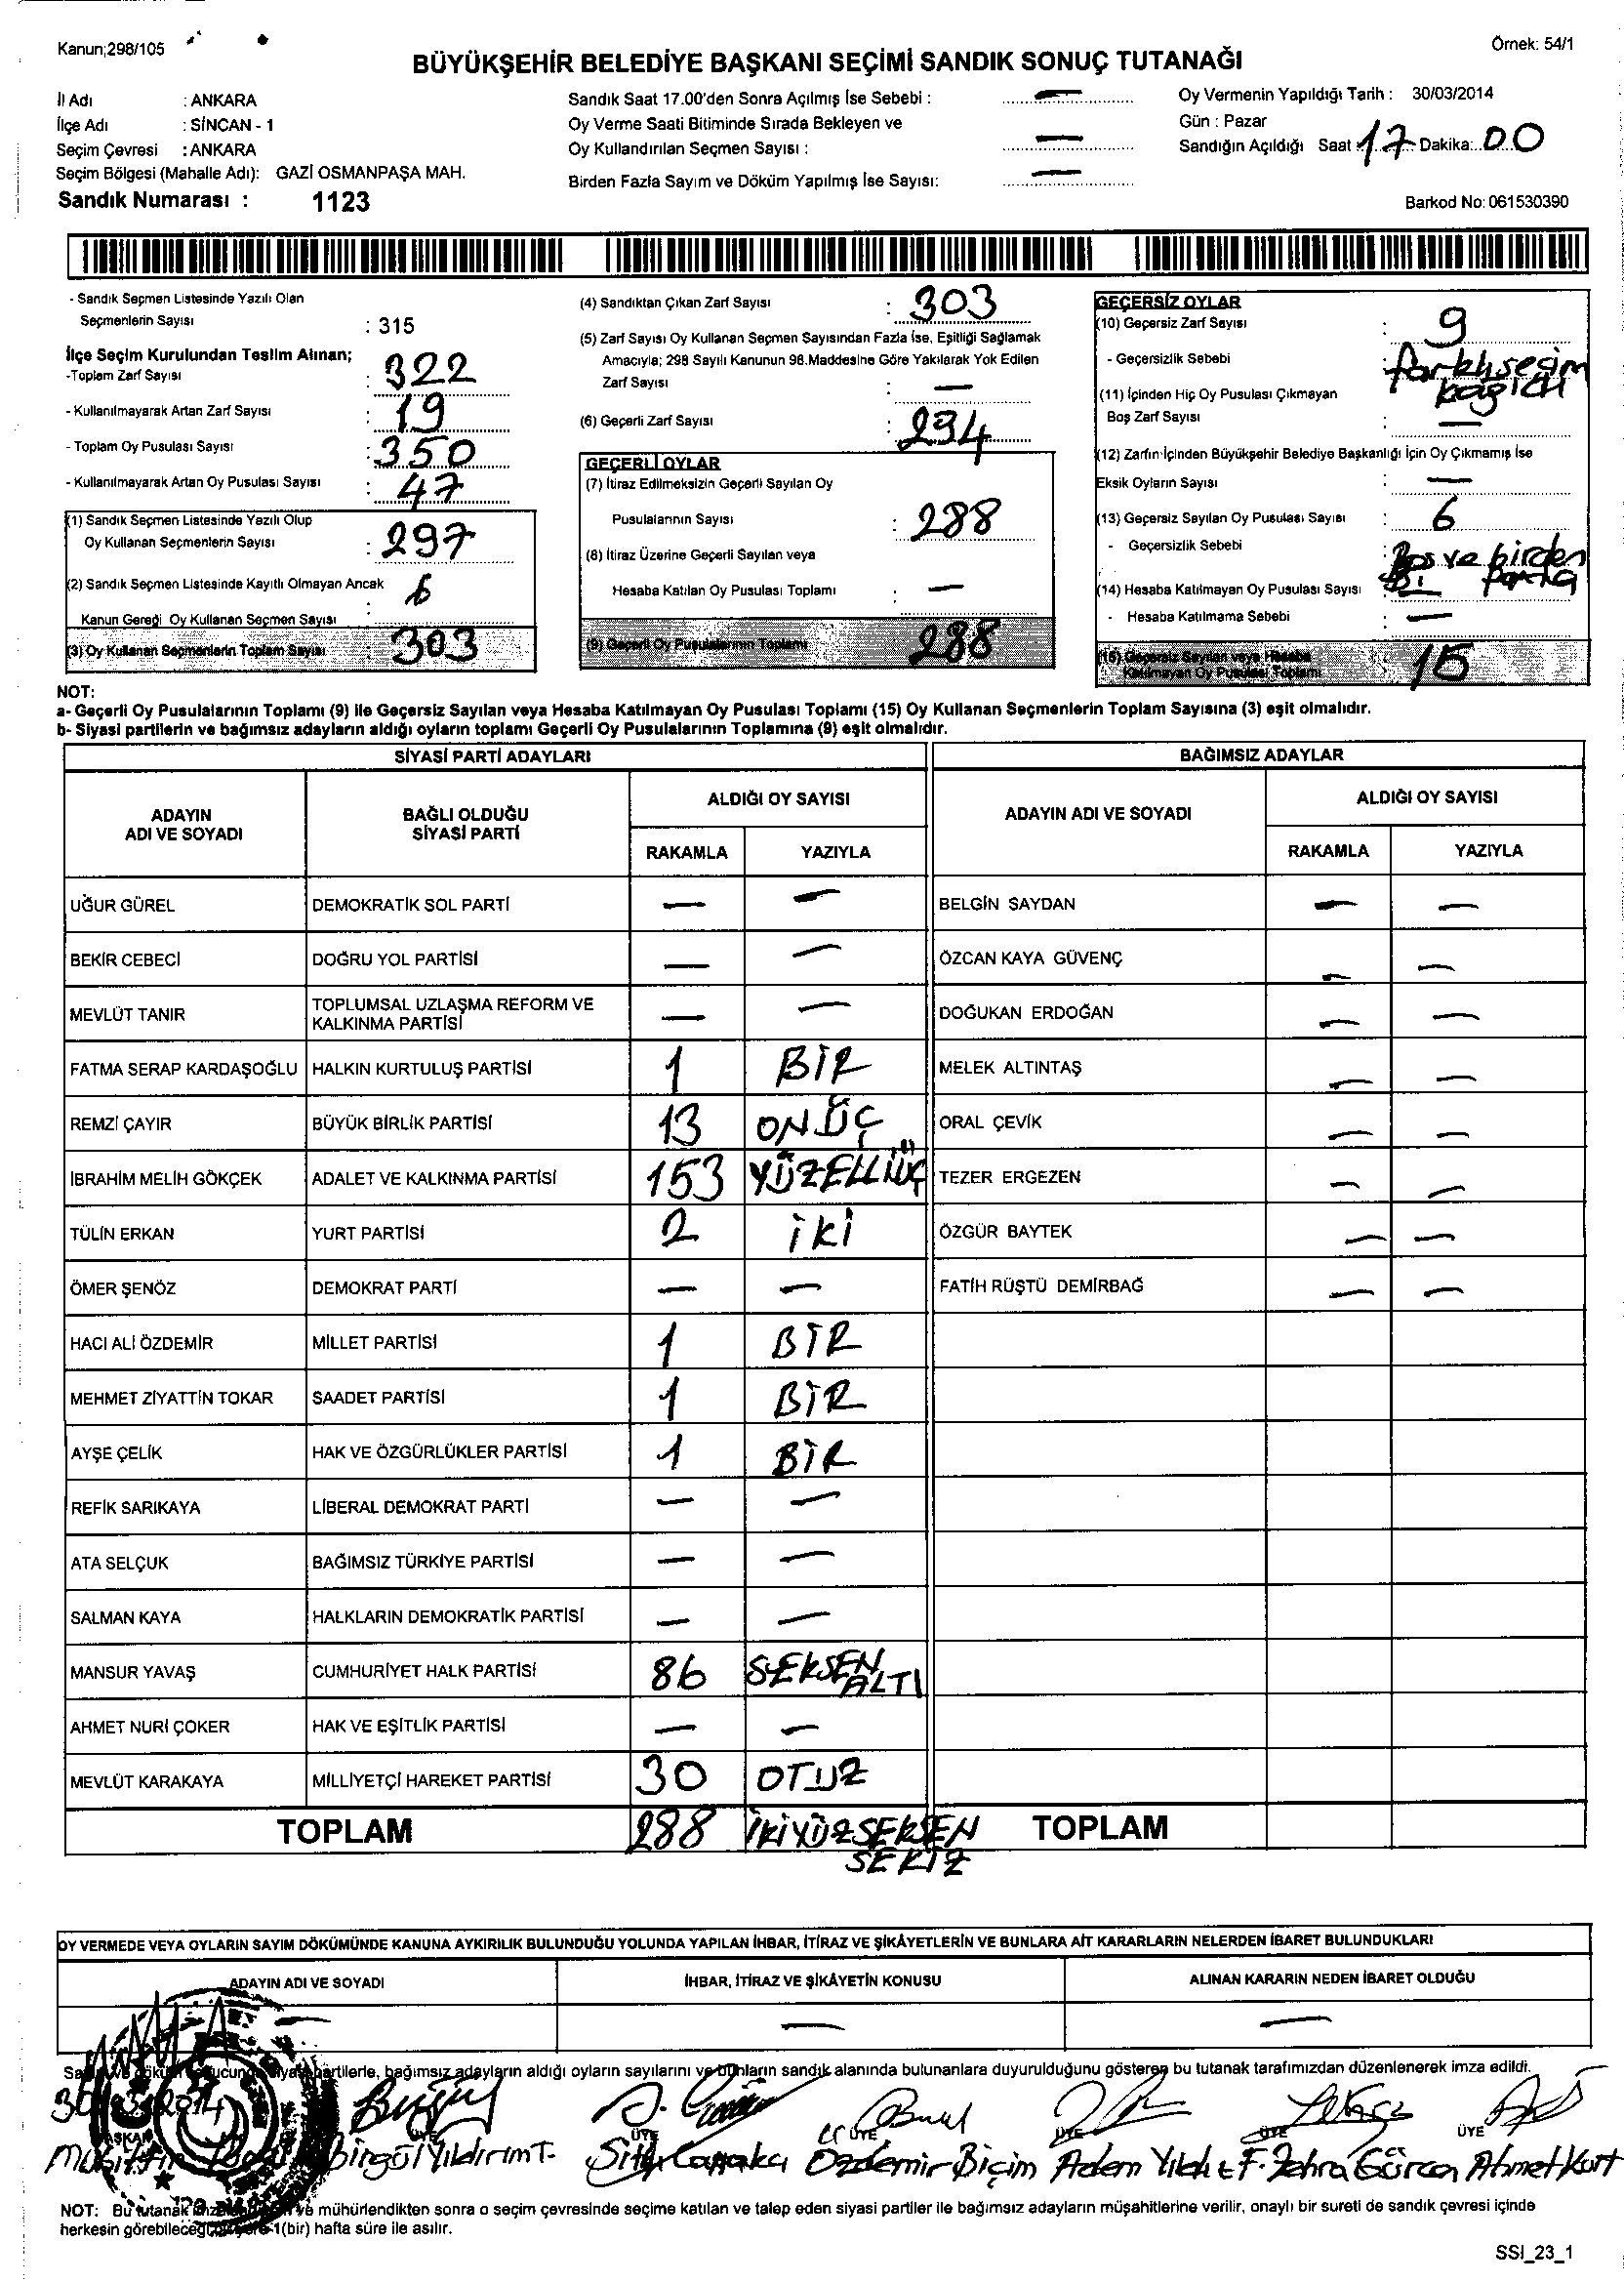 Kanun;298/105
Örnek: 54/1
BÜYÜKŞEHİR BELEDİYE BAŞKANI SEÇİMİ SANDIK SONUÇ TUTANAĞI
İl Adı : ANKARA
İlçe Adı : SİNCAN - 1
Seçim Çevresi : ANKARA
Seçim Bölgesi (Mahalle Adı): GAZİ OSMANPAŞA MAH.
Sandık Numarası : 1123
Sandık Saat 17.00'den Sonra Açılmış İse Sebebi : —
Oy Verme Saati Bitiminde Sırada Bekleyen ve
Oy Kullandırılan Seçmen Sayısı : —
Birden Fazla Sayım ve Döküm Yapılmış İse Sayısı: —
Oy Vermenin Yapıldığı Tarih : 30/03/2014
Gün : Pazar
Sandığın Açıldığı Saat 17 Dakika: 00
Barkod No: 061530390
- Sandık Seçmen Listesinde Yazılı Olan
Seçmenlerin Sayısı : 315
İlçe Seçim Kurulundan Teslim Alınan;
-Toplam Zarf Sayısı : 322
- Kullanılmayarak Artan Zarf Sayısı : 19
- Toplam Oy Pusulası Sayısı : 350
- Kullanılmayarak Artan Oy Pusulası Sayısı : 47
(1) Sandık Seçmen Listesinde Yazılı Olup
Oy Kullanan Seçmenlerin Sayısı : 297
(2) Sandık Seçmen Listesinde Kayıtlı Olmayan Ancak
Kanun Gereği Oy Kullanan Seçmen Sayısı : 6
(3) Oy Kullanan Seçmenlerin Toplam Sayısı : 303
(4) Sandıktan Çıkan Zarf Sayısı : 303
(5) Zarf Sayısı Oy Kullanan Seçmen Sayısından Fazla İse, Eşitliği Sağlamak
Amacıyla; 298 Sayılı Kanunun 98.Maddesine Göre Yakılarak Yok Edilen
Zarf Sayısı : —
(6) Geçerli Zarf Sayısı : 294
GEÇERLİ OYLAR
(7) İtiraz Edilmeksizin Geçerli Sayılan Oy
Pusulalarının Sayısı : 288
(8) İtiraz Üzerine Geçerli Sayılan veya
Hesaba Katılan Oy Pusulası Toplamı : —
(9) Geçerli Oy Pusulalarının Toplamı 288
GEÇERSİZ OYLAR
(10) Geçersiz Zarf Sayısı : 9
- Geçersizlik Sebebi : farklı seçim
kağıdı
(11) İçinden Hiç Oy Pusulası Çıkmayan
Boş Zarf Sayısı : —
(12) Zarfın İçinden Büyükşehir Belediye Başkanlığı İçin Oy Çıkmamış İse
Eksik Oyların Sayısı : —
(13) Geçersiz Sayılan Oy Pusulası Sayısı : 6
- Geçersizlik Sebebi : Boş ve birden
parti
(14) Hesaba Katılmayan Oy Pusulası Sayısı : —
- Hesaba Katılmama Sebebi : —
(15) Geçersiz Sayılan veya Hesaba
Katılmayan Oy Pusulası Toplamı : 15
NOT:
a- Geçerli Oy Pusulalarının Toplamı (9) ile Geçersiz Sayılan veya Hesaba Katılmayan Oy Pusulası Toplamı (15) Oy Kullanan Seçmenlerin Toplam Sayısına (3) eşit olmalıdır.
b- Siyasi partilerin ve bağımsız adayların aldığı oyların toplamı Geçerli Oy Pusulalarının Toplamına (9) eşit olmalıdır.
SİYASİ PARTİ ADAYLARI BAĞIMSIZ ADAYLAR
ADAYIN ADI VE SOYADI BAĞLI OLDUĞU SİYASİ PARTİ ALDIĞI OY SAYISI ADAYIN ADI VE SOYADI ALDIĞI OY SAYISI
RAKAMLA YAZIYLA RAKAMLA YAZIYLA
UĞUR GÜREL DEMOKRATİK SOL PARTİ — — BELGİN SAYDAN — —
BEKİR CEBECİ DOĞRU YOL PARTİSİ — — ÖZCAN KAYA GÜVENÇ — —
MEVLÜT TANIR TOPLUMSAL UZLAŞMA REFORM VE KALKINMA PARTİSİ — — DOĞUKAN ERDOĞAN — —
FATMA SERAP KARDAŞOĞLU HALKIN KURTULUŞ PARTİSİ 1 BİR MELEK ALTINTAŞ — —
REMZİ ÇAYIR BÜYÜK BİRLİK PARTİSİ 13 ONÜÇ ORAL ÇEVİK — —
İBRAHİM MELİH GÖKÇEK ADALET VE KALKINMA PARTİSİ 153 YÜZELLİÜÇ TEZER ERGEZEN — —
TÜLİN ERKAN YURT PARTİSİ 2 İKİ ÖZGÜR BAYTEK — —
ÖMER ŞENÖZ DEMOKRAT PARTİ — — FATİH RÜŞTÜ DEMİRBAĞ — —
HACI ALİ ÖZDEMİR MİLLET PARTİSİ 1 BİR
MEHMET ZİYATTİN TOKAR SAADET PARTİSİ 1 BİR
AYŞE ÇELİK HAK VE ÖZGÜRLÜKLER PARTİSİ 1 BİR
REFİK SARIKAYA LİBERAL DEMOKRAT PARTİ — —
ATA SELÇUK BAĞIMSIZ TÜRKİYE PARTİSİ — —
SALMAN KAYA HALKLARIN DEMOKRATİK PARTİSİ — —
MANSUR YAVAŞ CUMHURİYET HALK PARTİSİ 86 SEKSEN ALTI
AHMET NURİ ÇOKER HAK VE EŞİTLİK PARTİSİ — —
MEVLÜT KARAKAYA MİLLİYETÇİ HAREKET PARTİSİ 30 OTUZ
TOPLAM 288 İKİYÜZSEKSEN SEKİZ TOPLAM
OY VERMEDE VEYA OYLARIN SAYIM DÖKÜMÜNDE KANUNA AYKIRILIK BULUNDUĞU YOLUNDA YAPILAN İHBAR, İTİRAZ VE ŞİKÂYETLERİN VE BUNLARA AİT KARARLARIN NELERDEN İBARET BULUNDUKLARI
ADAYIN ADI VE SOYADI İHBAR, İTİRAZ VE ŞİKÂYETİN KONUSU ALINAN KARARIN NEDEN İBARET OLDUĞU
— —
partilerle, bağımsız adayların aldığı oyların sayılarını ve bunların sandık alanında bulunanlara duyurulduğunu gösteren bu tutanak tarafımızdan düzenlenerek imza edildi.
BAŞKAN ÜYE ÜYE ÜYE ÜYE ÜYE
Birgül Yıldırım T. Özdemir Biçim Adem F. Zehra Gürcan Ahmet Kurt
NOT: Bu tutanak ve mühürlendikten sonra o seçim çevresinde seçime katılan ve talep eden siyasi partiler ile bağımsız adayların müşahitlerine verilir, onaylı bir sureti de sandık çevresi içinde
herkesin görebileceği 1(bir) hafta süre ile asılır.
SSI_23_1